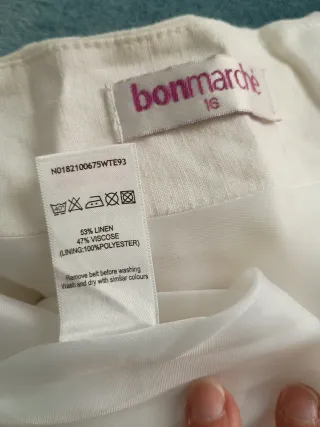 bonmarché
16
N0182100675WTE93
40°
53% LINEN
47% VISCOSE
(LINING:100%POLYESTER)
Remove belt before washing
Wash and dry with similar colours